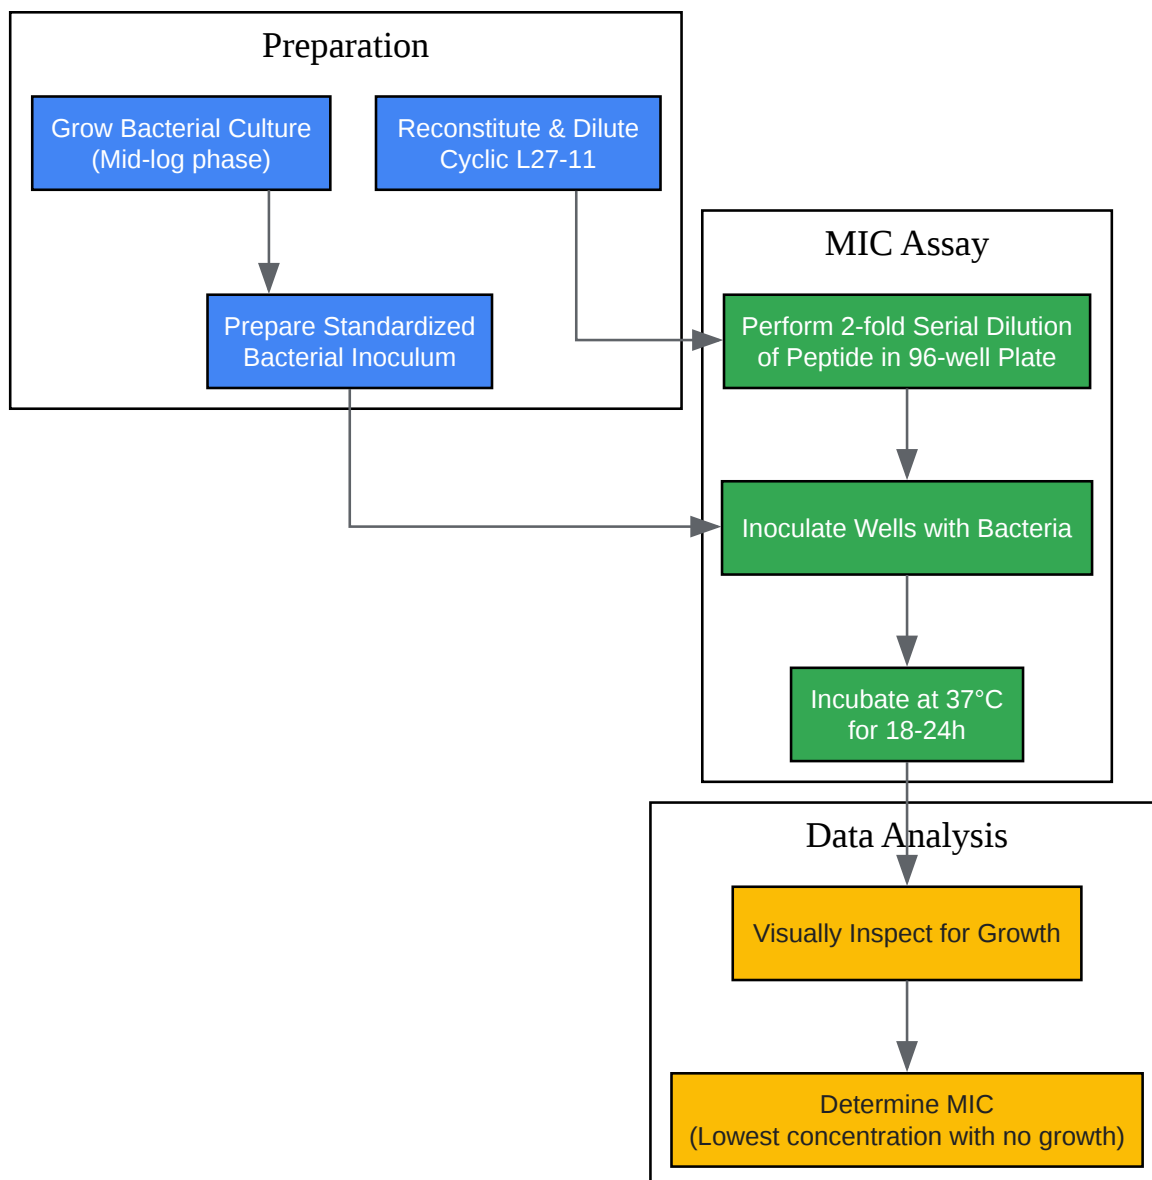 Preparation
Grow Bacterial Culture
(Mid-log phase)
Reconstitute & Dilute
Cyclic L27-11
Prepare Standardized
Bacterial Inoculum
MIC Assay
Perform 2-fold Serial Dilution
of Peptide in 96-well Plate
Inoculate Wells with Bacteria
Incubate at 37°C
for 18-24h
Data Analysis
Visually Inspect for Growth
Determine MIC
(Lowest concentration with no growth)